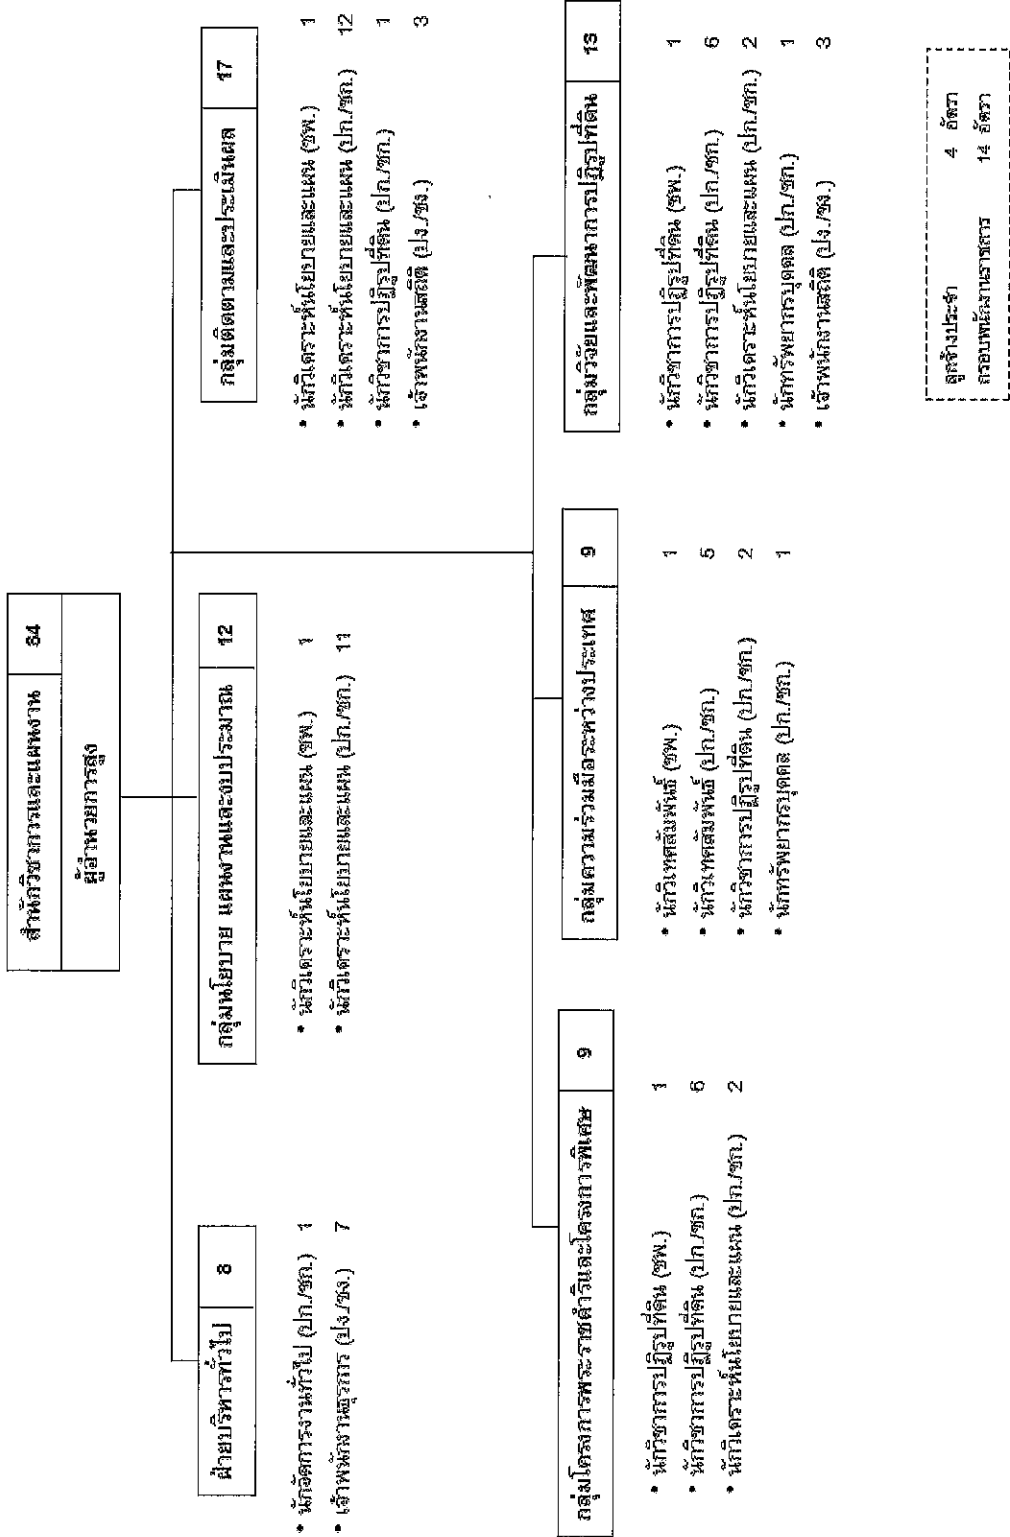 สำนักวิชาการและแผนงาน 64
ผู้อำนวยการสูง
ฝ่ายบริหารทั่วไป 8
• นักจัดการงานทั่วไป (ปก./ชก.) 1
• เจ้าพนักงานธุรการ (ปง./ชง.) 7
กลุ่มนโยบาย แผนงานและงบประมาณ 12
• นักวิเคราะห์นโยบายและแผน (ชพ.) 1
• นักวิเคราะห์นโยบายและแผน (ปก./ชก.) 11
กลุ่มติดตามและประเมินผล 17
• นักวิเคราะห์นโยบายและแผน (ชพ.) 1
• นักวิเคราะห์นโยบายและแผน (ปก./ชก.) 12
• นักวิชาการปฏิรูปที่ดิน (ปก./ชก.) 1
• เจ้าพนักงานสถิติ (ปง./ชง.) 3
กลุ่มโครงการพระราชดำริและโครงการพิเศษ 9
• นักวิชาการปฏิรูปที่ดิน (ชพ.) 1
• นักวิชาการปฏิรูปที่ดิน (ปก./ชก.) 6
• นักวิเคราะห์นโยบายและแผน (ปก./ชก.) 2
กลุ่มความร่วมมือระหว่างประเทศ 9
• นักวิเทศสัมพันธ์ (ชพ.) 1
• นักวิเทศสัมพันธ์ (ปก./ชก.) 5
• นักวิชาการปฏิรูปที่ดิน (ปก./ชก.) 2
• นักทรัพยากรบุคคล (ปก./ชก.) 1
กลุ่มวิจัยและพัฒนาการปฏิรูปที่ดิน 13
• นักวิชาการปฏิรูปที่ดิน (ชพ.) 1
• นักวิชาการปฏิรูปที่ดิน (ปก./ชก.) 6
• นักวิเคราะห์นโยบายและแผน (ปก./ชก.) 2
• นักทรัพยากรบุคคล (ปก./ชก.) 1
• เจ้าพนักงานสถิติ (ปง./ชง.) 3
ลูกจ้างประจำ 4 อัตรา
กรอบพนักงานราชการ 14 อัตรา